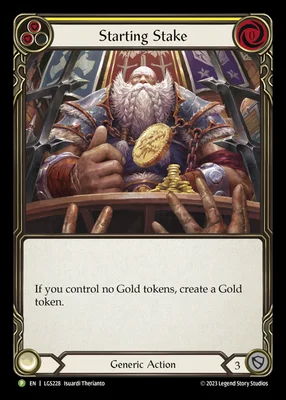 Starting Stake
If you control no Gold tokens, create a Gold
token.
Generic Action
3
P EN | LGS228 Isuardi Therianto
© 2023 Legend Story Studios